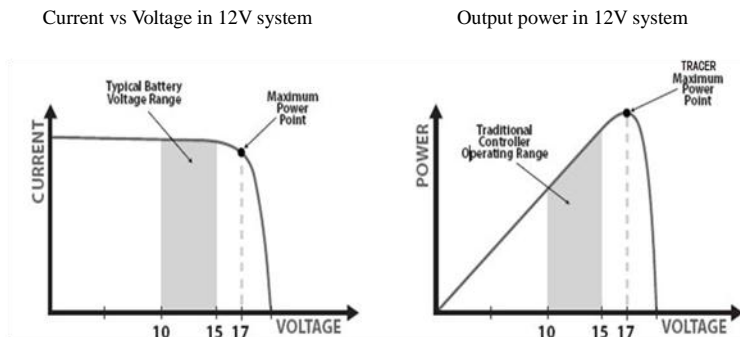 Current vs Voltage in 12V system
Output power in 12V system
Typical Battery
Voltage Range
Maximum
Power
Point
CURRENT
10 15 17 VOLTAGE
TRACER
Maximum
Power
Point
Traditional
Controller
Operating Range
POWER
10 15 17 VOLTAGE